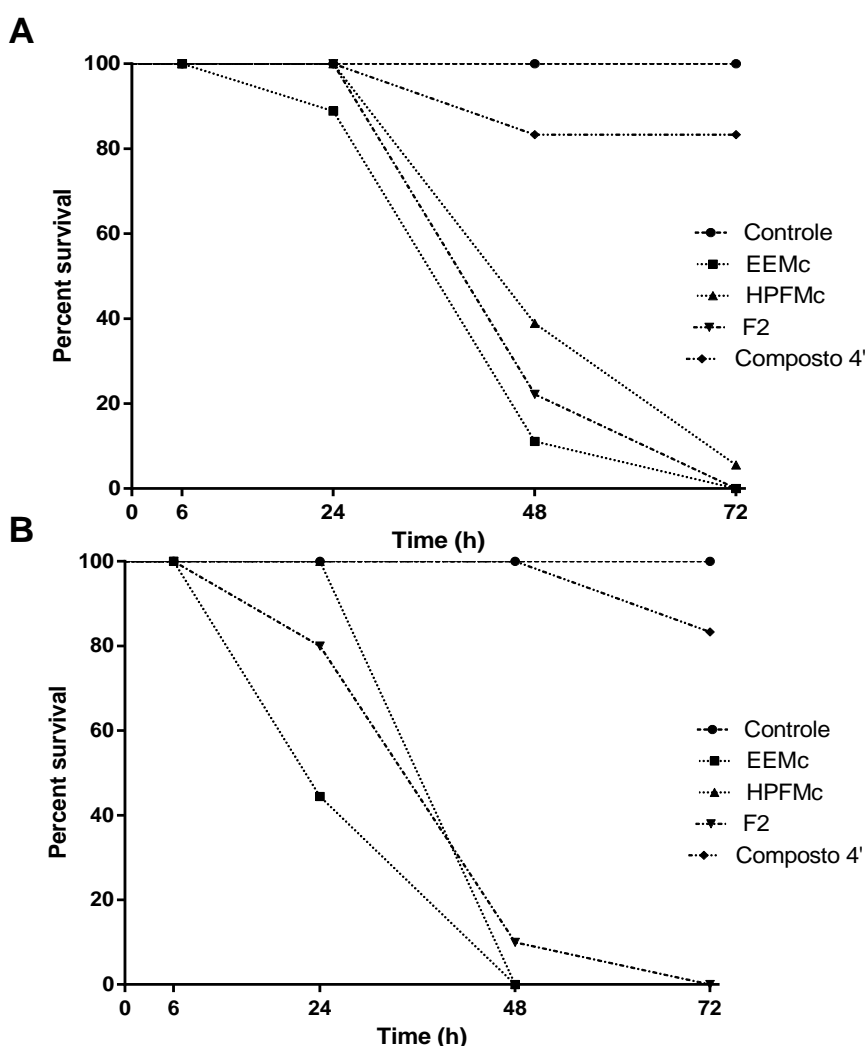 A
Percent survival
100
80
60
40
20
0
0 6 24 48 72
Time (h)
Controle
EEMc
HPFMc
F2
Composto 4'
B
Percent survival
100
80
60
40
20
0
0 6 24 48 72
Time (h)
Controle
EEMc
HPFMc
F2
Composto 4'